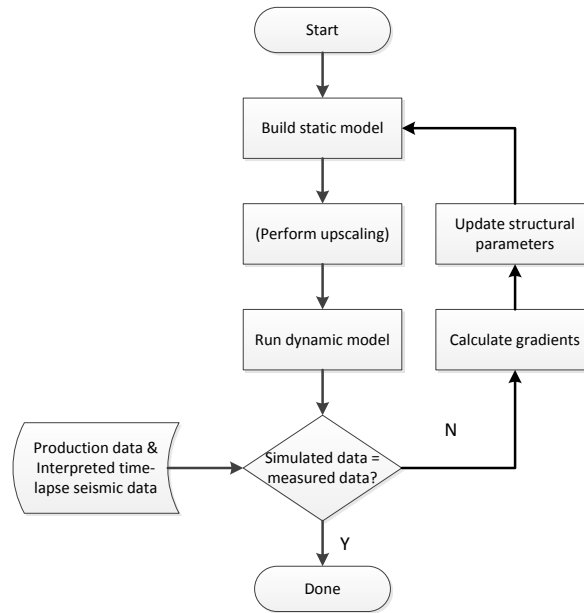 Start
Build static model
(Perform upscaling)
Update structural
parameters
Run dynamic model
Calculate gradients
N
Production data &
Interpreted time-
lapse seismic data
Simulated data =
measured data?
Y
Done